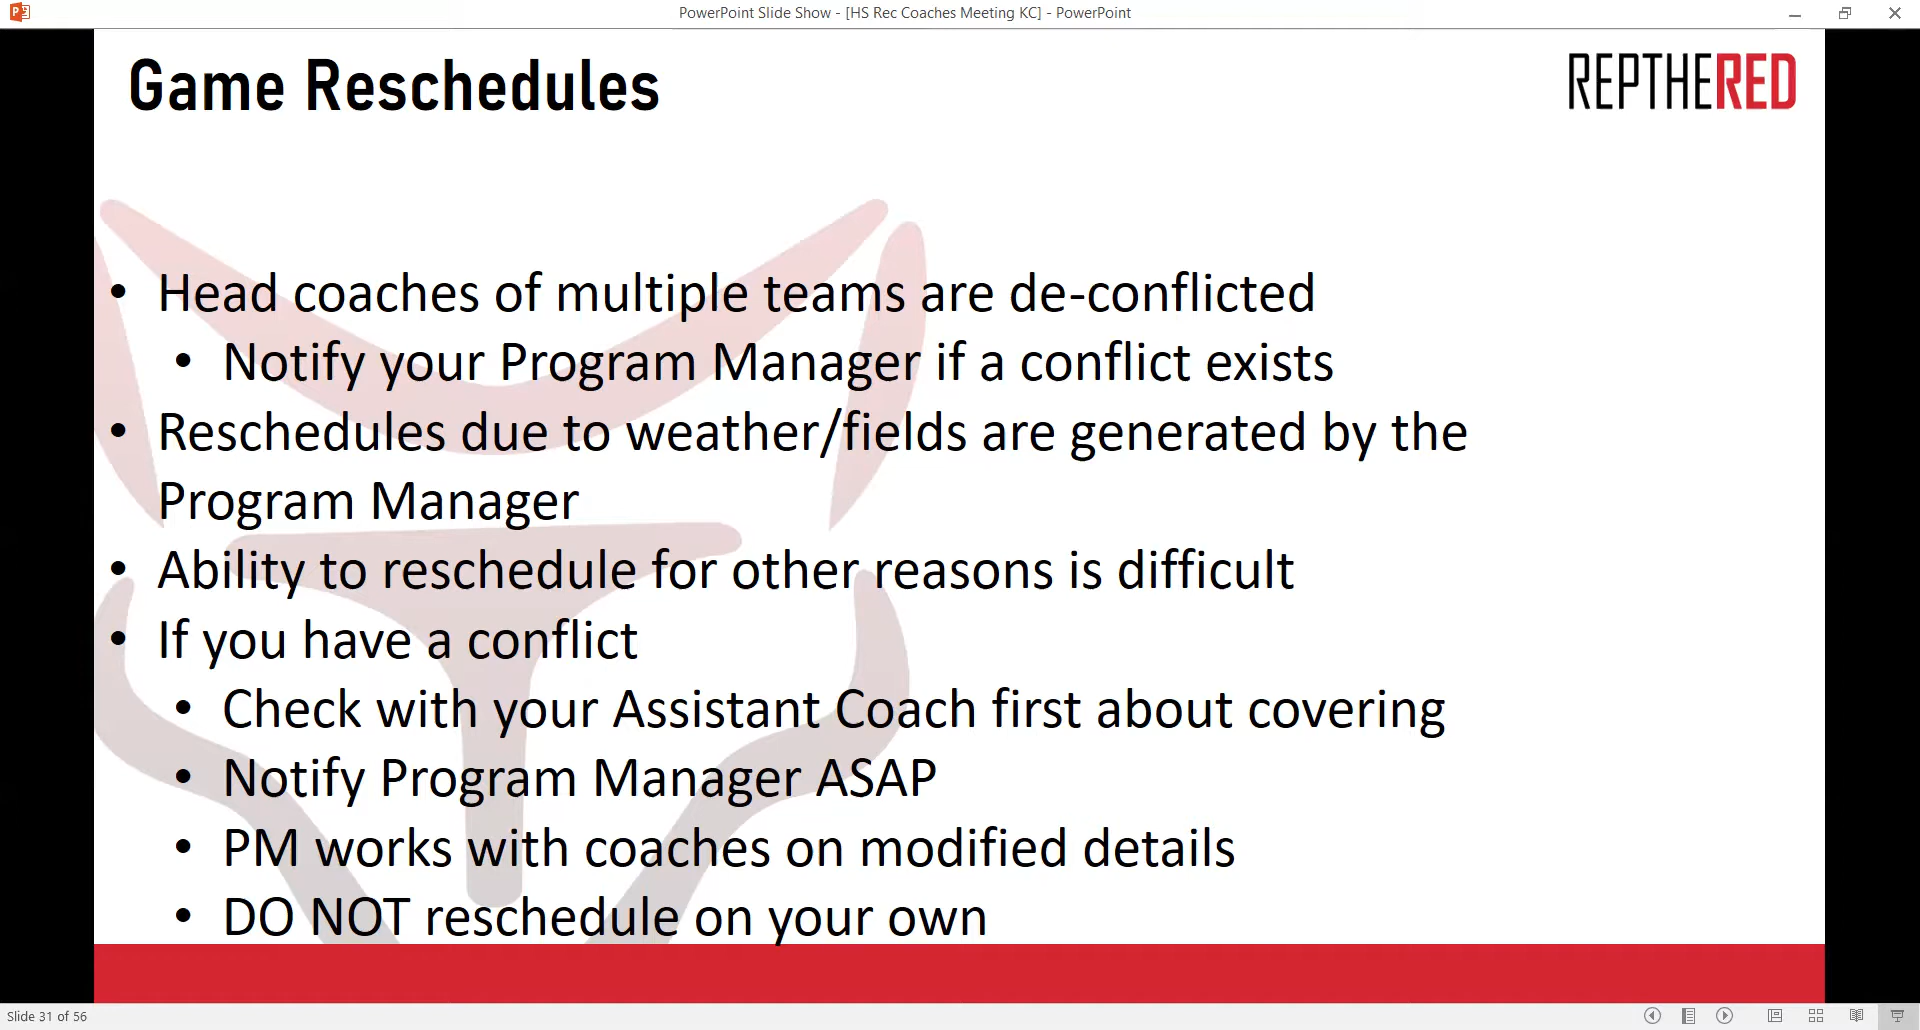 PowerPoint Slide Show - [HS Rec Coaches Meeting KC] - PowerPoint
Game Reschedules
REPTHERED
• Head coaches of multiple teams are de-conflicted
• Notify your Program Manager if a conflict exists
• Reschedules due to weather/fields are generated by the
Program Manager
• Ability to reschedule for other reasons is difficult
• If you have a conflict
• Check with your Assistant Coach first about covering
• Notify Program Manager ASAP
• PM works with coaches on modified details
• DO NOT reschedule on your own
Slide 31 of 56